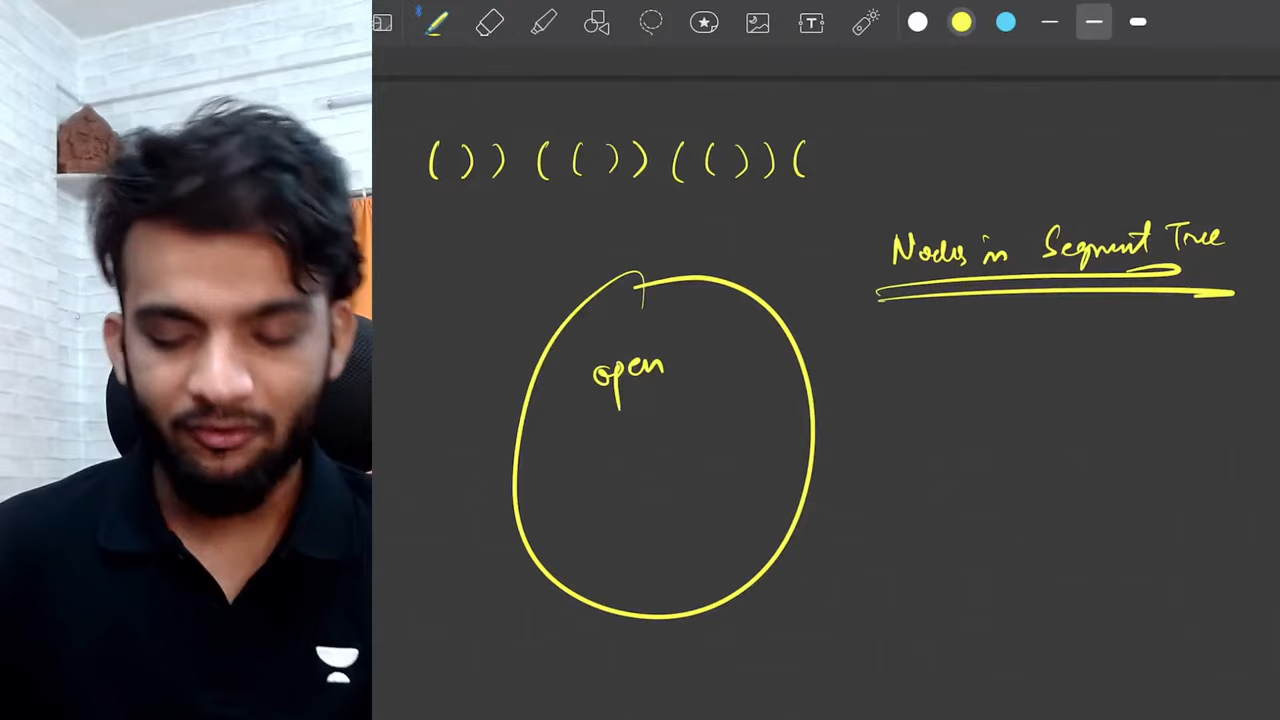 ( ) ) ( ( ) ) ( ( ) ) (
Nodes in Segment Tree
open